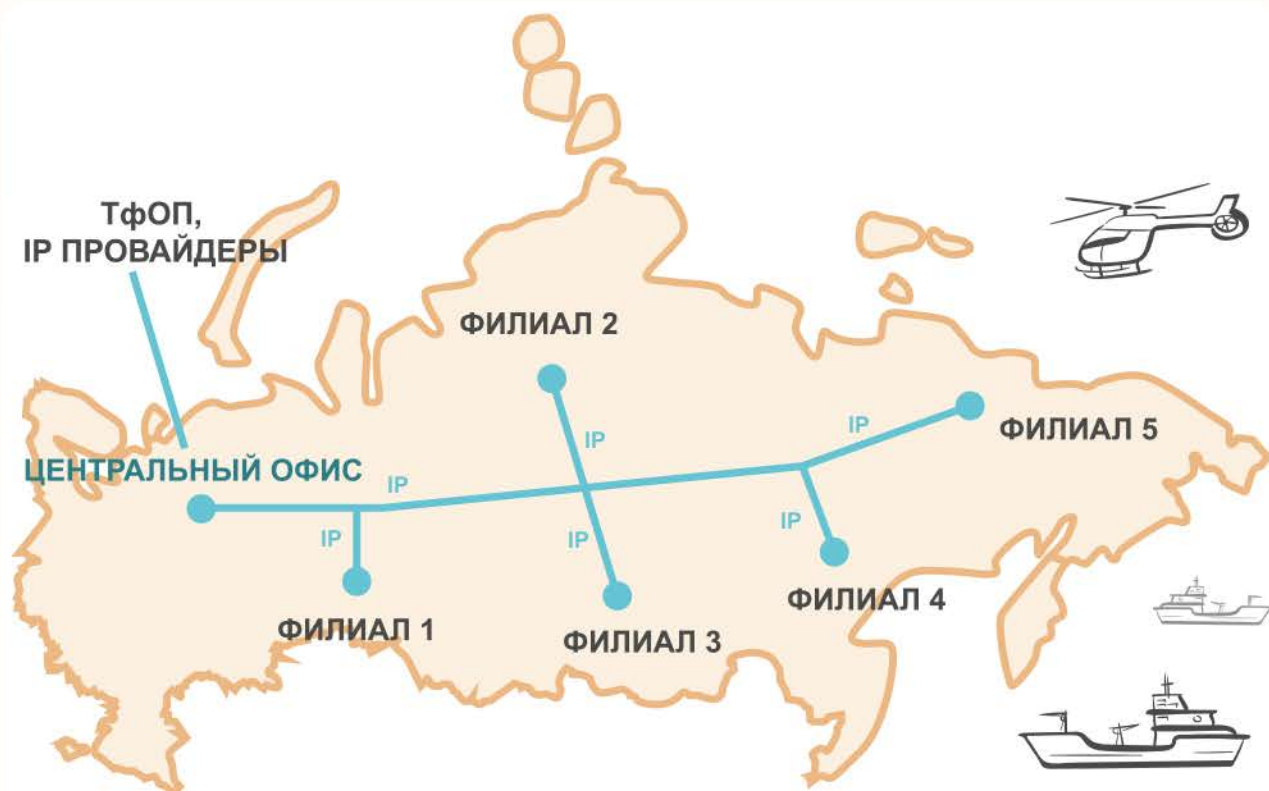 ТфОП,
IP ПРОВАЙДЕРЫ
ФИЛИАЛ 2
ФИЛИАЛ 5
IP
IP
ЦЕНТРАЛЬНЫЙ ОФИС
IP
IP
IP
IP
ФИЛИАЛ 4
ФИЛИАЛ 1
ФИЛИАЛ 3